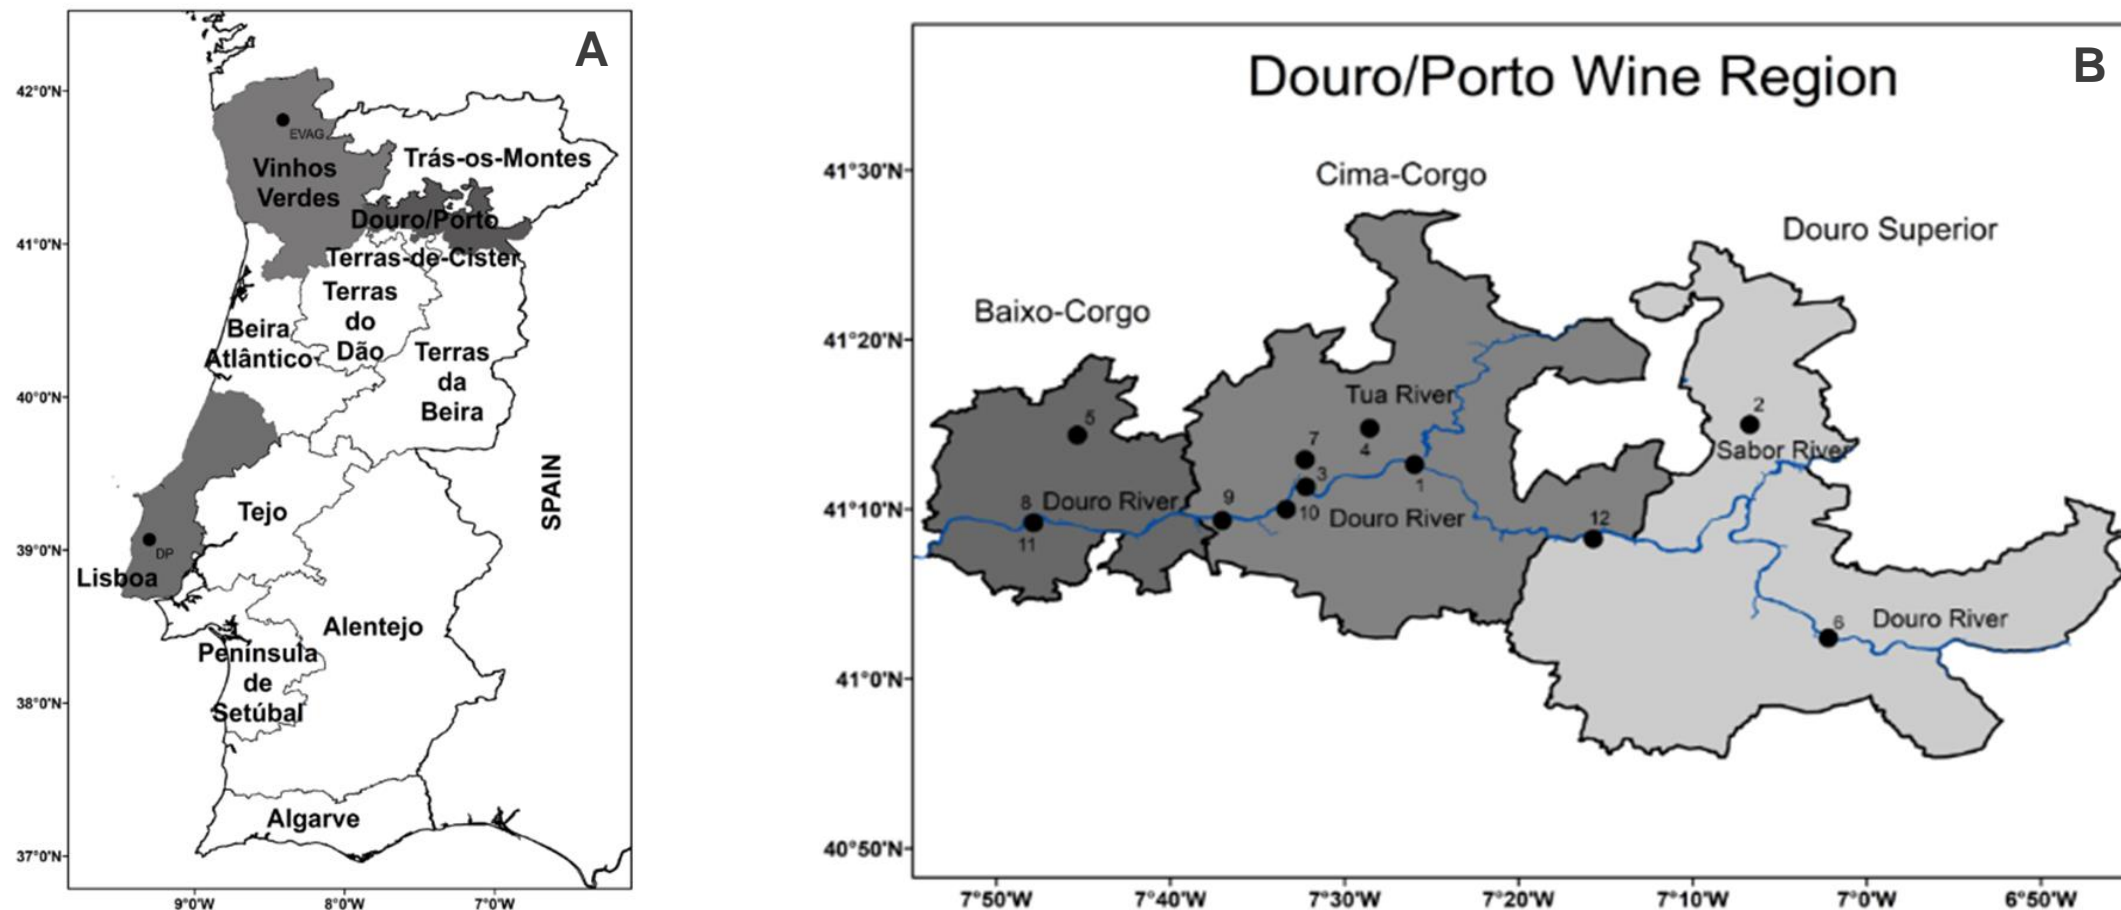 A
42°0'N
41°0'N
40°0'N
39°0'N
38°0'N
37°0'N
9°0'W
8°0'W
7°0'W
EVAG
Vinhos
Verdes
Trás-os-Montes
Douro/Porto
Terras-de-Cister
Terras
do
Dão
Beira
Atlântico
Terras
da
Beira
SPAIN
Tejo
DP
Lisboa
Alentejo
Península
de
Setúbal
Algarve
B
Douro/Porto Wine Region
41°30'N
41°20'N
41°10'N
41°0'N
40°50'N
7°50'W
7°40'W
7°30'W
7°20'W
7°10'W
7°0'W
6°50'W
Cima-Corgo
Douro Superior
Baixo-Corgo
Tua River
5
2
7
4
Sabor River
3
1
8
Douro River
9
10
Douro River
12
11
6
Douro River